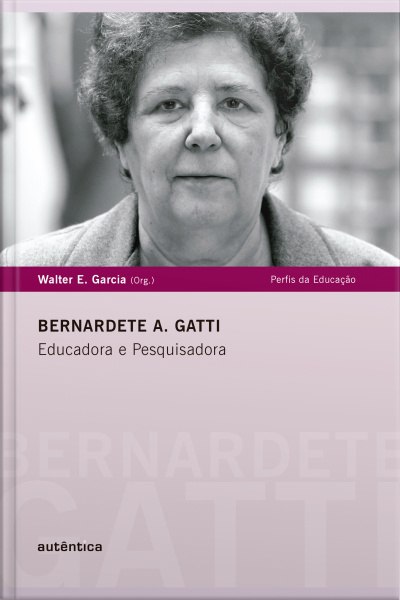 Walter E. Garcia (Org.)
Perfis da Educação
BERNARDETE A. GATTI
Educadora e Pesquisadora
BERNARDETE
GATTI
autêntica